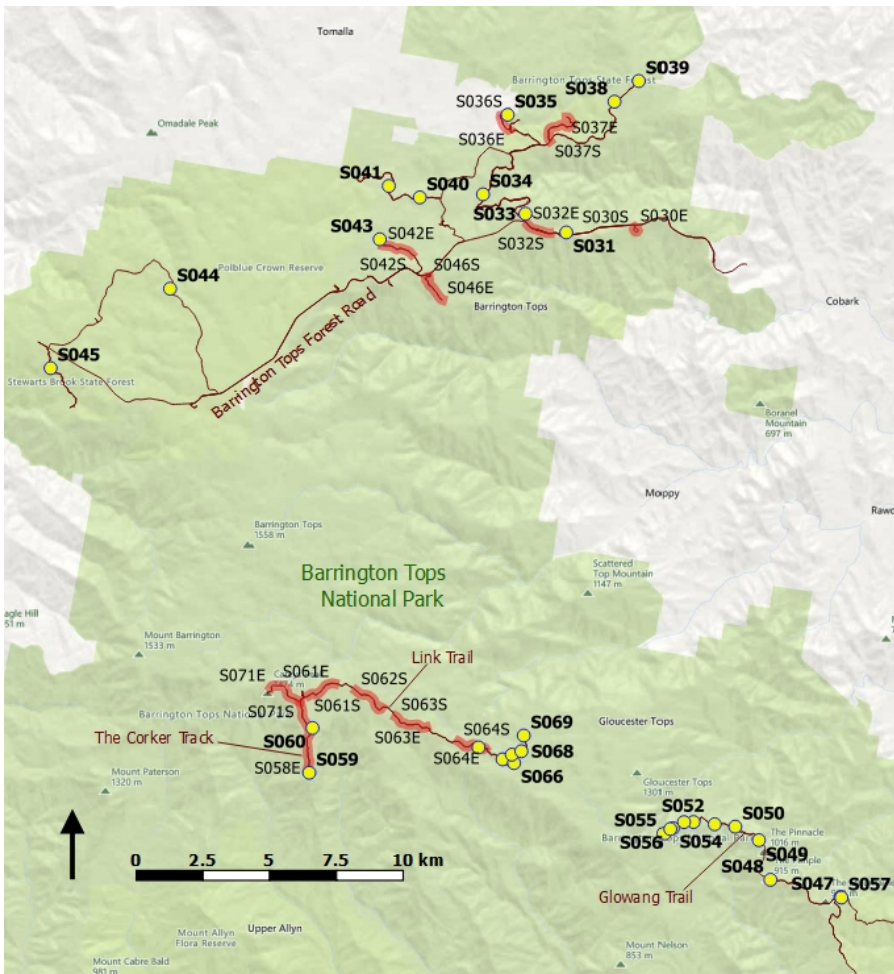 Tomalla
Barrington Tops State Forest
S039
S038
S036S
S035
Omadale Peak
S037E
S036E
S037S
S041
S040
S034
S033
S032E
S030S
S030E
S043
S042E
S032S
S031
S042S
S046S
Polblue Crown Reserve
S044
S046E
Barrington Tops
Cobark
Barrington Tops Forest Road
S045
Stewarts Brook State Forest
Boranel
Mountain
697 m
Moppy
Barrington Tops
1558 m
Scattered
Top Mountain
1147 m
Barrington Tops
National Park
Mount Barrington
1533 m
Link Trail
S071E
S061E
S062S
S071S
S061S
S063S
Barrington Tops National
The Corker Track
S060
S063E
S064S
S069
Gloucester Tops
S059
S058E
S064E
S068
S066
Mount Paterson
1320 m
Gloucester Tops
1301 m
S052
S050
S055
S056
S054
The Pinnacle
1016 m
S049
915 m
S048
S047
S057
Glowang Trail
0 2.5 5 7.5 10 km
Mount Allyn
Flora Reserve
Upper Allyn
Mount Nelson
853 m
Mount Cabre Bald
981 m